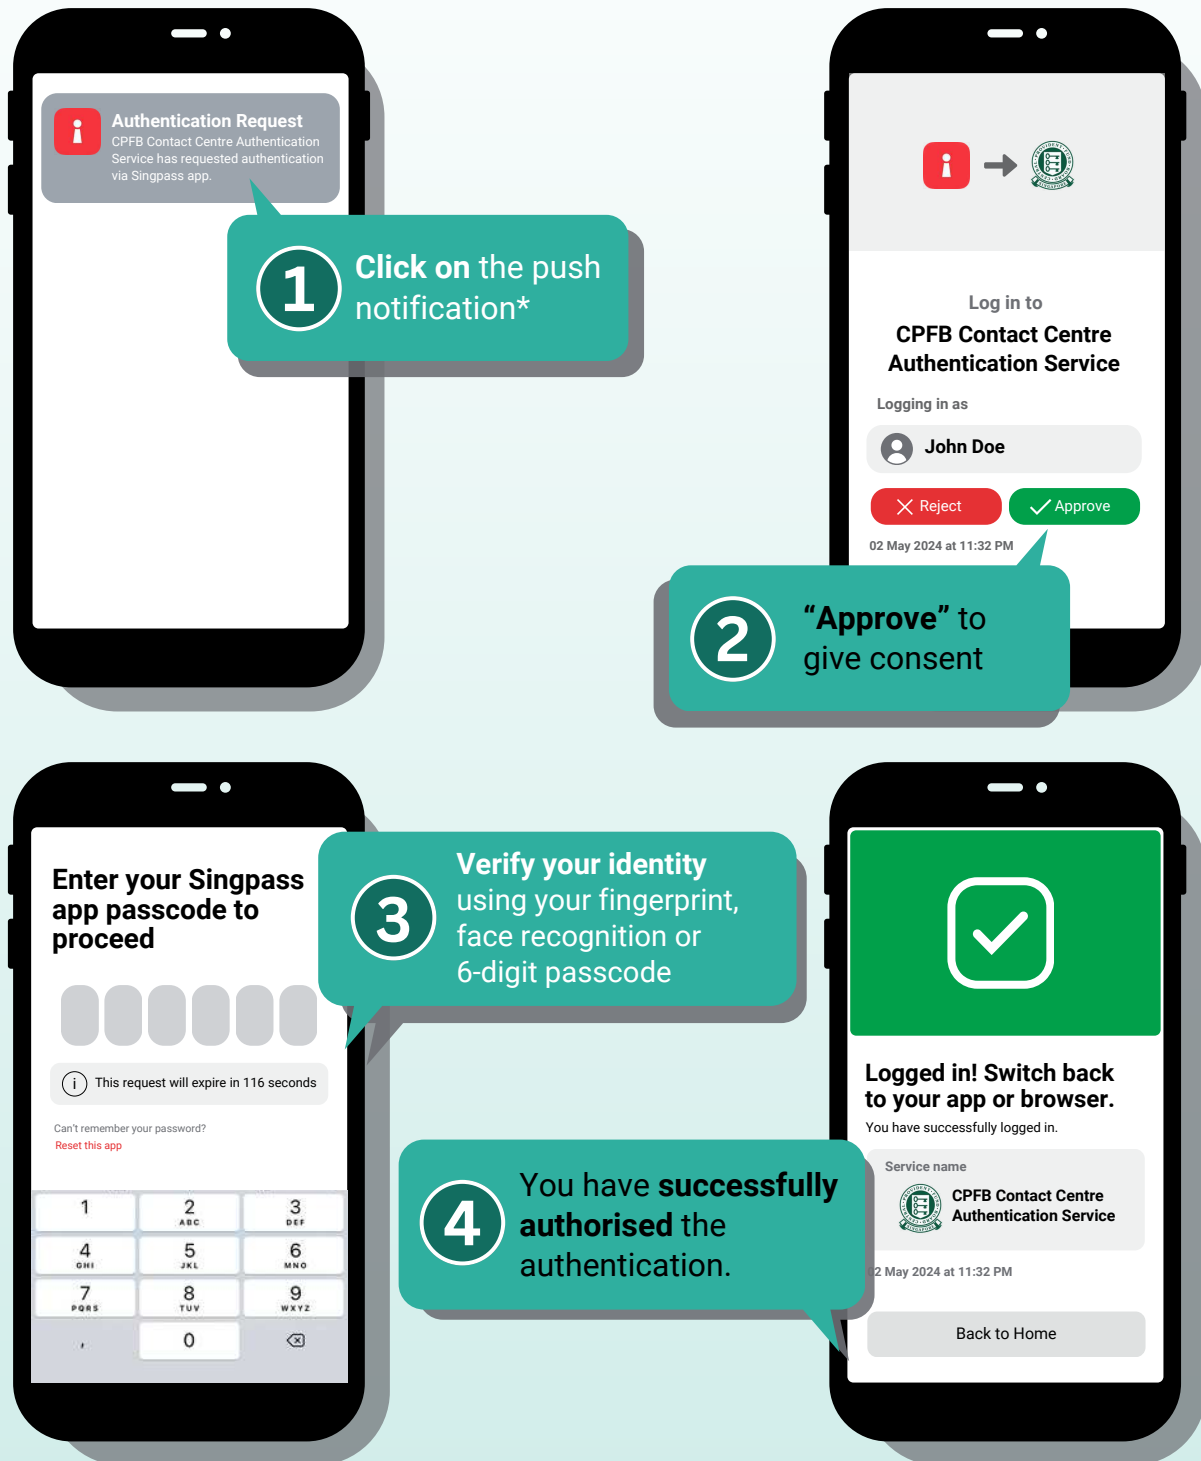 Authentication Request
CPFB Contact Centre Authentication
Service has requested authentication
via Singpass app.
1
Click on the push
notification*
Log in to
CPFB Contact Centre
Authentication Service
Logging in as
John Doe
Reject
Approve
02 May 2024 at 11:32 PM
2
“Approve” to
give consent
Enter your Singpass
app passcode to
proceed
This request will expire in 116 seconds
Can't remember your password?
Reset this app
1
2
ABC
3
DEF
4
GHI
5
JKL
6
MNO
7
PQRS
8
TUV
9
WXYZ
,
0
3
Verify your identity
using your fingerprint,
face recognition or
6-digit passcode
Logged in! Switch back
to your app or browser.
You have successfully logged in.
Service name
CPFB Contact Centre
Authentication Service
2 May 2024 at 11:32 PM
Back to Home
4
You have successfully
authorised the
authentication.